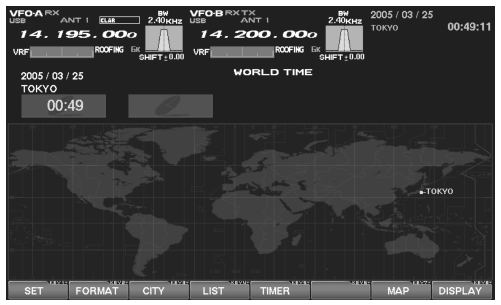 VFO-A RX
USB ANT 1 CLAR
BW
2.40KHz
14. 195. 000
VRF ROOFING 6K
VFO-B RX TX
USB ANT 1
BW
2.40KHz
14. 200. 000
VRF ROOFING 6K
SHIFT±0.00
SHIFT±0.00
2005 / 03 / 25
TOKYO 00:49:11
WORLD TIME
2005 / 03 / 25
TOKYO
00:49
TOKYO
SET FORMAT CITY LIST TIMER MAP DISPLAY